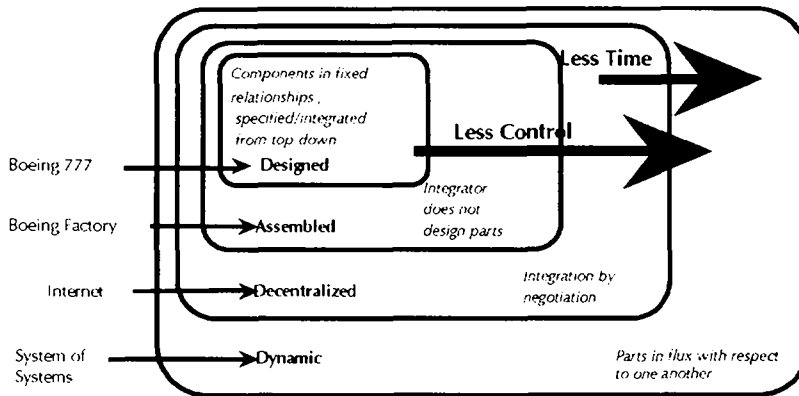 Less Time
Components in fixed
relationships,
specified/integrated
from top down
Less Control
Boeing 777
Designed
Integrator
does not
design parts
Boeing Factory
Assembled
Integration by
negotiation
Internet
Decentralized
System of
Systems
Dynamic
Parts in flux with respect
to one another